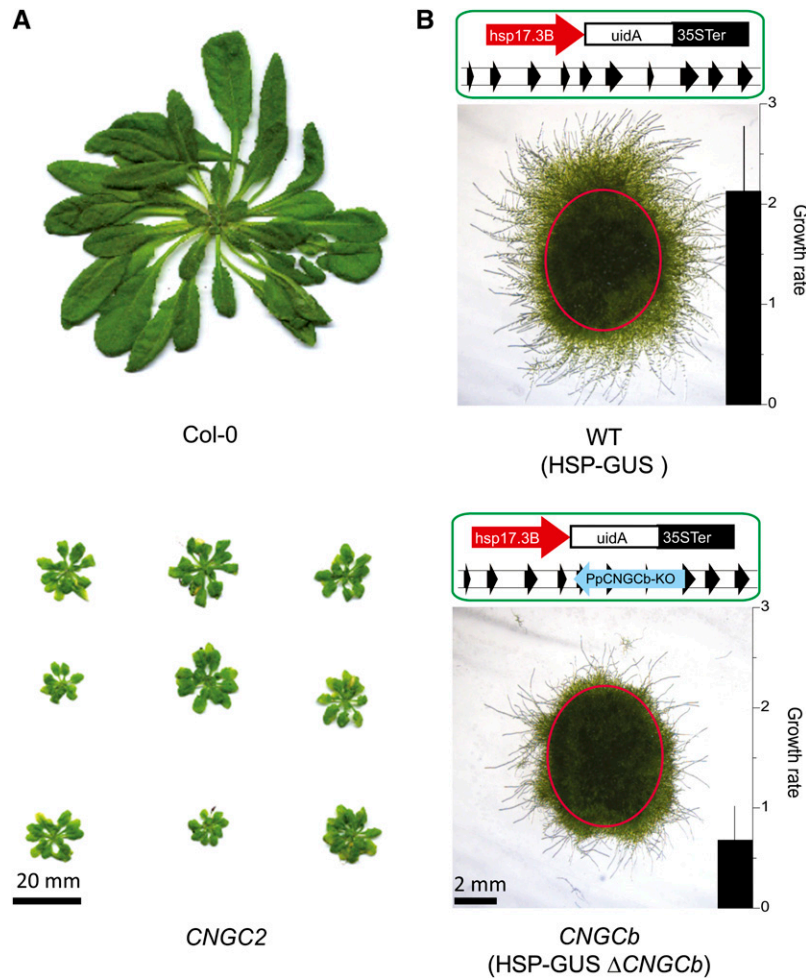 A
B
hsp17.3B
uidA
35STer
3
2
1
0
Growth rate
Col-0
WT
(HSP-GUS )
hsp17.3B
uidA
35STer
PpCNGCb-KO
3
2
1
0
Growth rate
20 mm
2 mm
CNGC2
CNGCb
(HSP-GUS ΔCNGCb)